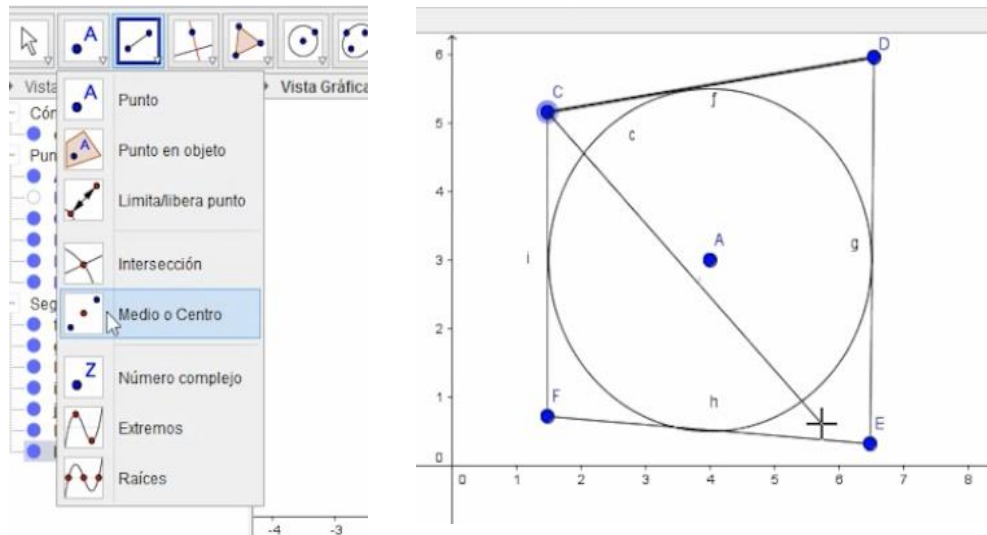 A
Vista
Vista Gráfica
Cón
Pun
Seg
A
Punto
A
Punto en objeto
Limita/libera punto
Intersección
Medio o Centro
Z
Número complejo
Extremos
Raíces
-4 -3
6
5
4
3
2
1
0
0 1 2 3 4 5 6 7 8
D
C
f
c
A
g
i
F
h
E